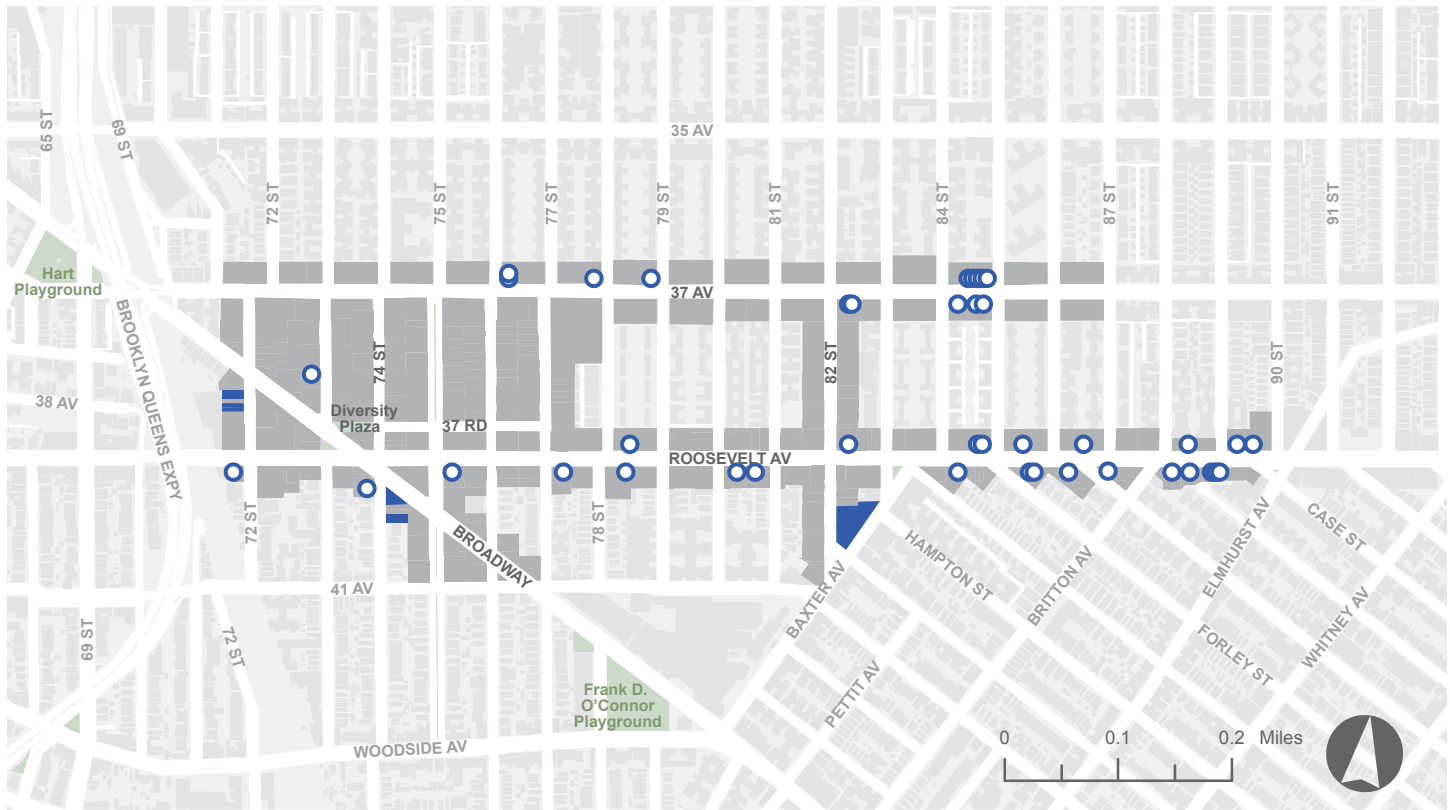 65 ST
69 ST
35 AV
72 ST
75 ST
77 ST
79 ST
81 ST
84 ST
87 ST
91 ST
Hart
Playground
37 AV
BROOKLYN QUEENS EXPY
74 ST
82 ST
90 ST
38 AV
Diversity
Plaza
37 RD
ROOSEVELT AV
72 ST
78 ST
BROADWAY
41 AV
BAXTER AV
HAMPTON ST
BRITTON AV
ELMHURST AV
CASE ST
WHITNEY AV
FORLEY ST
69 ST
72 ST
PETTIT AV
Frank D.
O'Connor
Playground
WOODSIDE AV
0 0.1 0.2 Miles